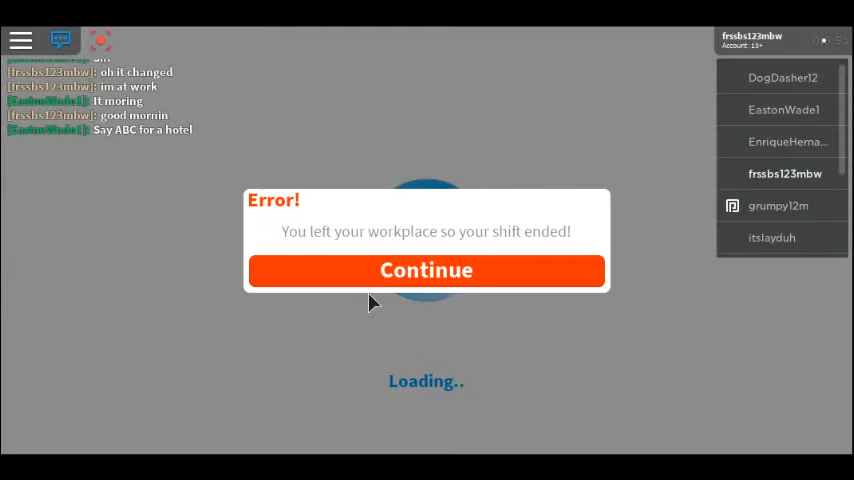 frssbs123mbw
Account: 13+
[frssbs123mbw]: oh it changed
[frssbs123mbw]: im at work
[EastonWade1]: It moring
[frssbs123mbw]: good mornin
[EastonWade1]: Say ABC for a hotel
DogDasher12
EastonWade1
EnriqueHerna...
frssbs123mbw
grumpy12m
itslayduh
Error!
You left your workplace so your shift ended!
Continue
Loading..